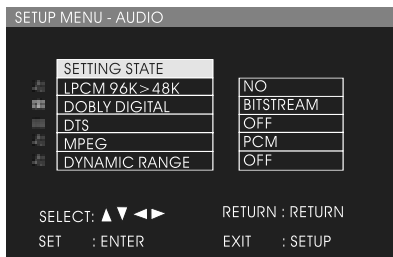 SETUP MENU - AUDIO
SETTING STATE
LPCM 96K>48K NO
DOBLY DIGITAL BITSTREAM
DTS OFF
MPEG PCM
DYNAMIC RANGE OFF
SELECT: ▲▼◄► RETURN : RETURN
SET : ENTER EXIT : SETUP